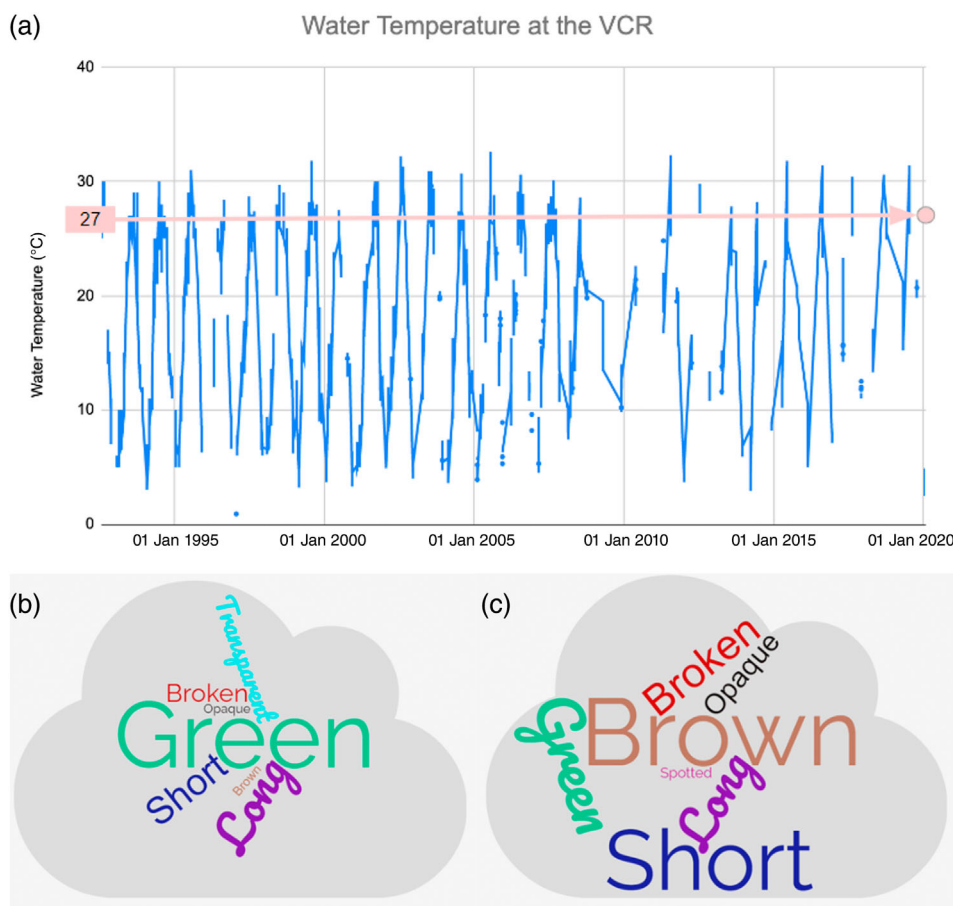 (a)
Water Temperature at the VCR
40
30
27
20
10
0
Water Temperature (°C)
01 Jan 1995
01 Jan 2000
01 Jan 2005
01 Jan 2010
01 Jan 2015
01 Jan 2020
(b)
Transparent
Broken
Opaque
Green
Short
Brown
Long
(c)
Broken
Opaque
Green
Brown
Spotted
Long
Short